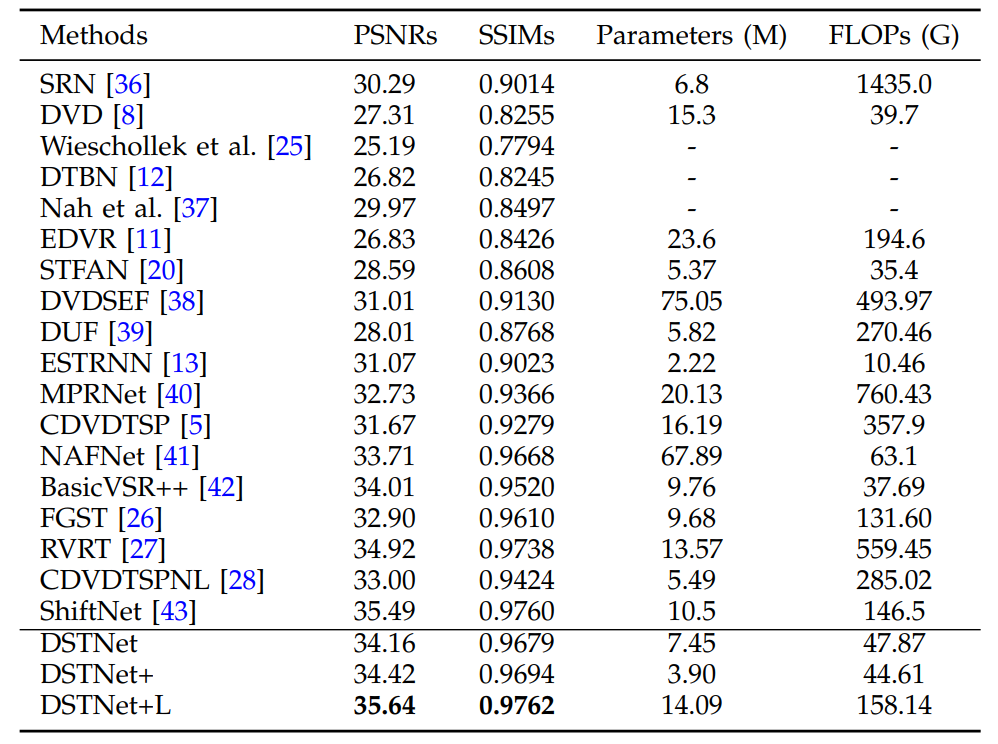 Methods PSNRs SSIMs Parameters (M) FLOPs (G)
SRN [36] 30.29 0.9014 6.8 1435.0
DVD [8] 27.31 0.8255 15.3 39.7
Wieschollek et al. [25] 25.19 0.7794 - -
DTBN [12] 26.82 0.8245 - -
Nah et al. [37] 29.97 0.8497 - -
EDVR [11] 26.83 0.8426 23.6 194.6
STFAN [20] 28.59 0.8608 5.37 35.4
DVDSEF [38] 31.01 0.9130 75.05 493.97
DUF [39] 28.01 0.8768 5.82 270.46
ESTRNN [13] 31.07 0.9023 2.22 10.46
MPRNet [40] 32.73 0.9366 20.13 760.43
CDVDTSP [5] 31.67 0.9279 16.19 357.9
NAFNet [41] 33.71 0.9668 67.89 63.1
BasicVSR++ [42] 34.01 0.9520 9.76 37.69
FGST [26] 32.90 0.9610 9.68 131.60
RVRT [27] 34.92 0.9738 13.57 559.45
CDVDTSPNL [28] 33.00 0.9424 5.49 285.02
ShiftNet [43] 35.49 0.9760 10.5 146.5
DSTNet 34.16 0.9679 7.45 47.87
DSTNet+ 34.42 0.9694 3.90 44.61
DSTNet+L 35.64 0.9762 14.09 158.14